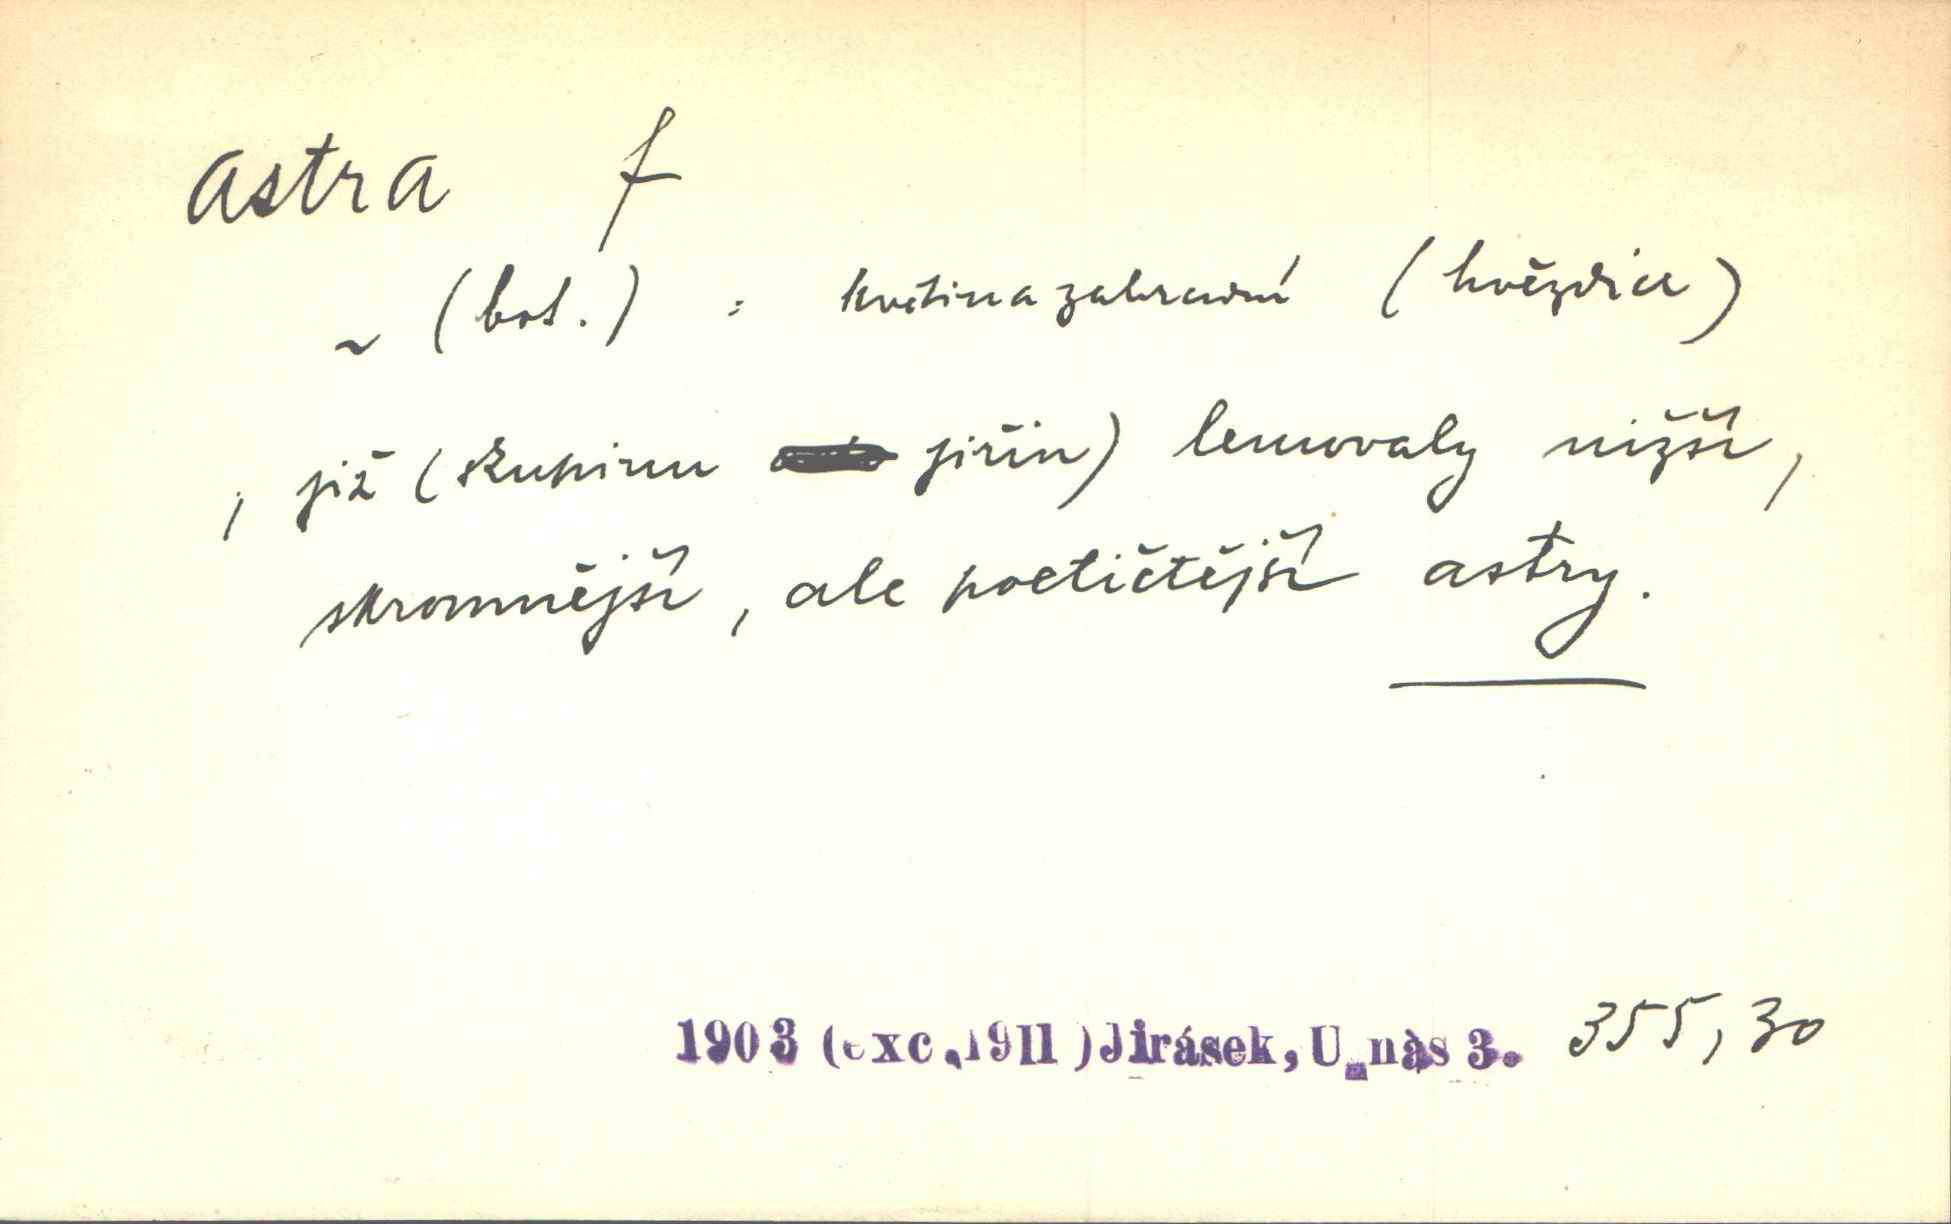 astra f
~ (bot.) : květina zahradní (hvězdice)
, již (skupinu jiřin) lemovaly nižší,
skromnější, ale poetičtější astry.
1903 (exc. 1911) Jirásek, U nás 3. 355, 30